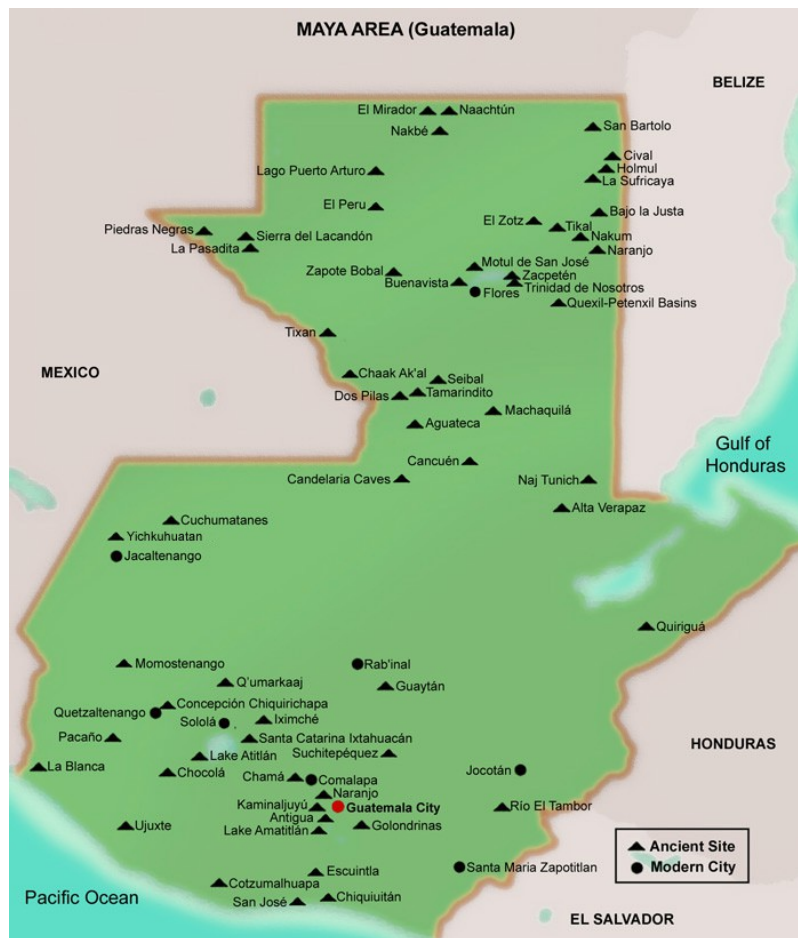 MAYA AREA (Guatemala)
BELIZE
El Mirador
Naachtún
Nakbé
San Bartolo
Cival
Holmul
La Sufricaya
Lago Puerto Arturo
El Peru
Bajo la Justa
El Zotz
Tikal
Nakum
Naranjo
Piedras Negras
Sierra del Lacandón
La Pasadita
Motul de San José
Zapote Bobal
Zacpetén
Buenavista
Trinidad de Nosotros
Flores
Quexil-Petenxil Basins
Tixan
MEXICO
Chaak Ak'al
Seibal
Dos Pilas
Tamarindito
Machaquilá
Aguateca
Gulf of
Honduras
Cancuén
Candelaria Caves
Naj Tunich
Alta Verapaz
Cuchumatanes
Yichkuhuatan
Jacaltenango
Quiriguá
Momostenango
Rab'inal
Q'umarkaaj
Guaytán
Concepción Chiquirichapa
Quetzaltenango
Sololá
Iximché
Pacaño
Santa Catarina Ixtahuacán
Suchitepéquez
Lake Atitlán
HONDURAS
La Blanca
Chocolá
Chamá
Comalapa
Jocotán
Naranjo
Kaminaljuyú
Guatemala City
Río El Tambor
Antigua
Ujuxte
Lake Amatitlán
Golondrinas
Ancient Site
Modern City
Escuintla
Santa Maria Zapotitlan
Cotzumalhuapa
Chiquiuitán
San José
Pacific Ocean
EL SALVADOR